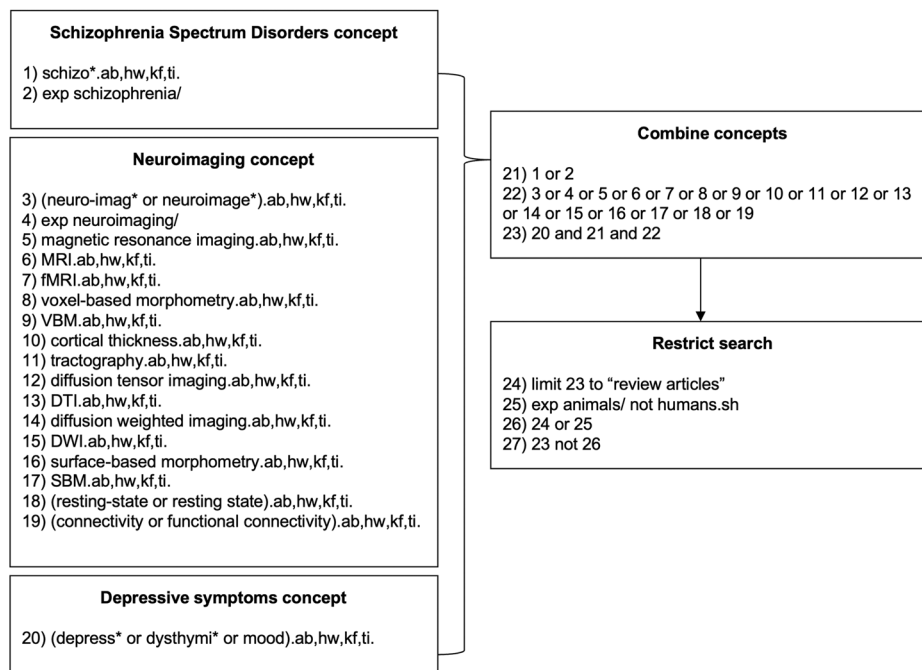 Schizophrenia Spectrum Disorders concept
1) schizo*.ab,hw,kf,ti.
2) exp schizophrenia/
Neuroimaging concept
3) (neuro-imag* or neuroimage*).ab,hw,kf,ti.
4) exp neuroimaging/
5) magnetic resonance imaging.ab,hw,kf,ti.
6) MRI.ab,hw,kf,ti.
7) fMRI.ab,hw,kf,ti.
8) voxel-based morphometry.ab,hw,kf,ti.
9) VBM.ab,hw,kf,ti.
10) cortical thickness.ab,hw,kf,ti.
11) tractography.ab,hw,kf,ti.
12) diffusion tensor imaging.ab,hw,kf,ti.
13) DTI.ab,hw,kf,ti.
14) diffusion weighted imaging.ab,hw,kf,ti.
15) DWI.ab,hw,kf,ti.
16) surface-based morphometry.ab,hw,kf,ti.
17) SBM.ab,hw,kf,ti.
18) (resting-state or resting state).ab,hw,kf,ti.
19) (connectivity or functional connectivity).ab,hw,kf,ti.
Depressive symptoms concept
20) (depress* or dysthymi* or mood).ab,hw,kf,ti.
Combine concepts
21) 1 or 2
22) 3 or 4 or 5 or 6 or 7 or 8 or 9 or 10 or 11 or 12 or 13
or 14 or 15 or 16 or 17 or 18 or 19
23) 20 and 21 and 22
Restrict search
24) limit 23 to “review articles”
25) exp animals/ not humans.sh
26) 24 or 25
27) 23 not 26